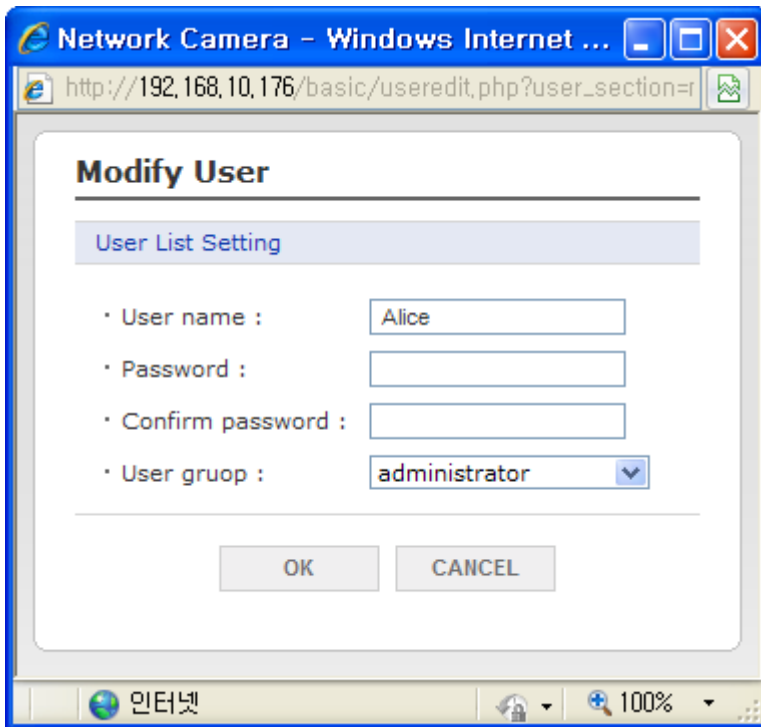 Network Camera - Windows Internet ...
http://192,168,10,176/basic/useredit,php?user_section=r
Modify User
User List Setting
· User name : Alice
· Password :
· Confirm password :
· User gruop : administrator
OK CANCEL
인터넷 100%